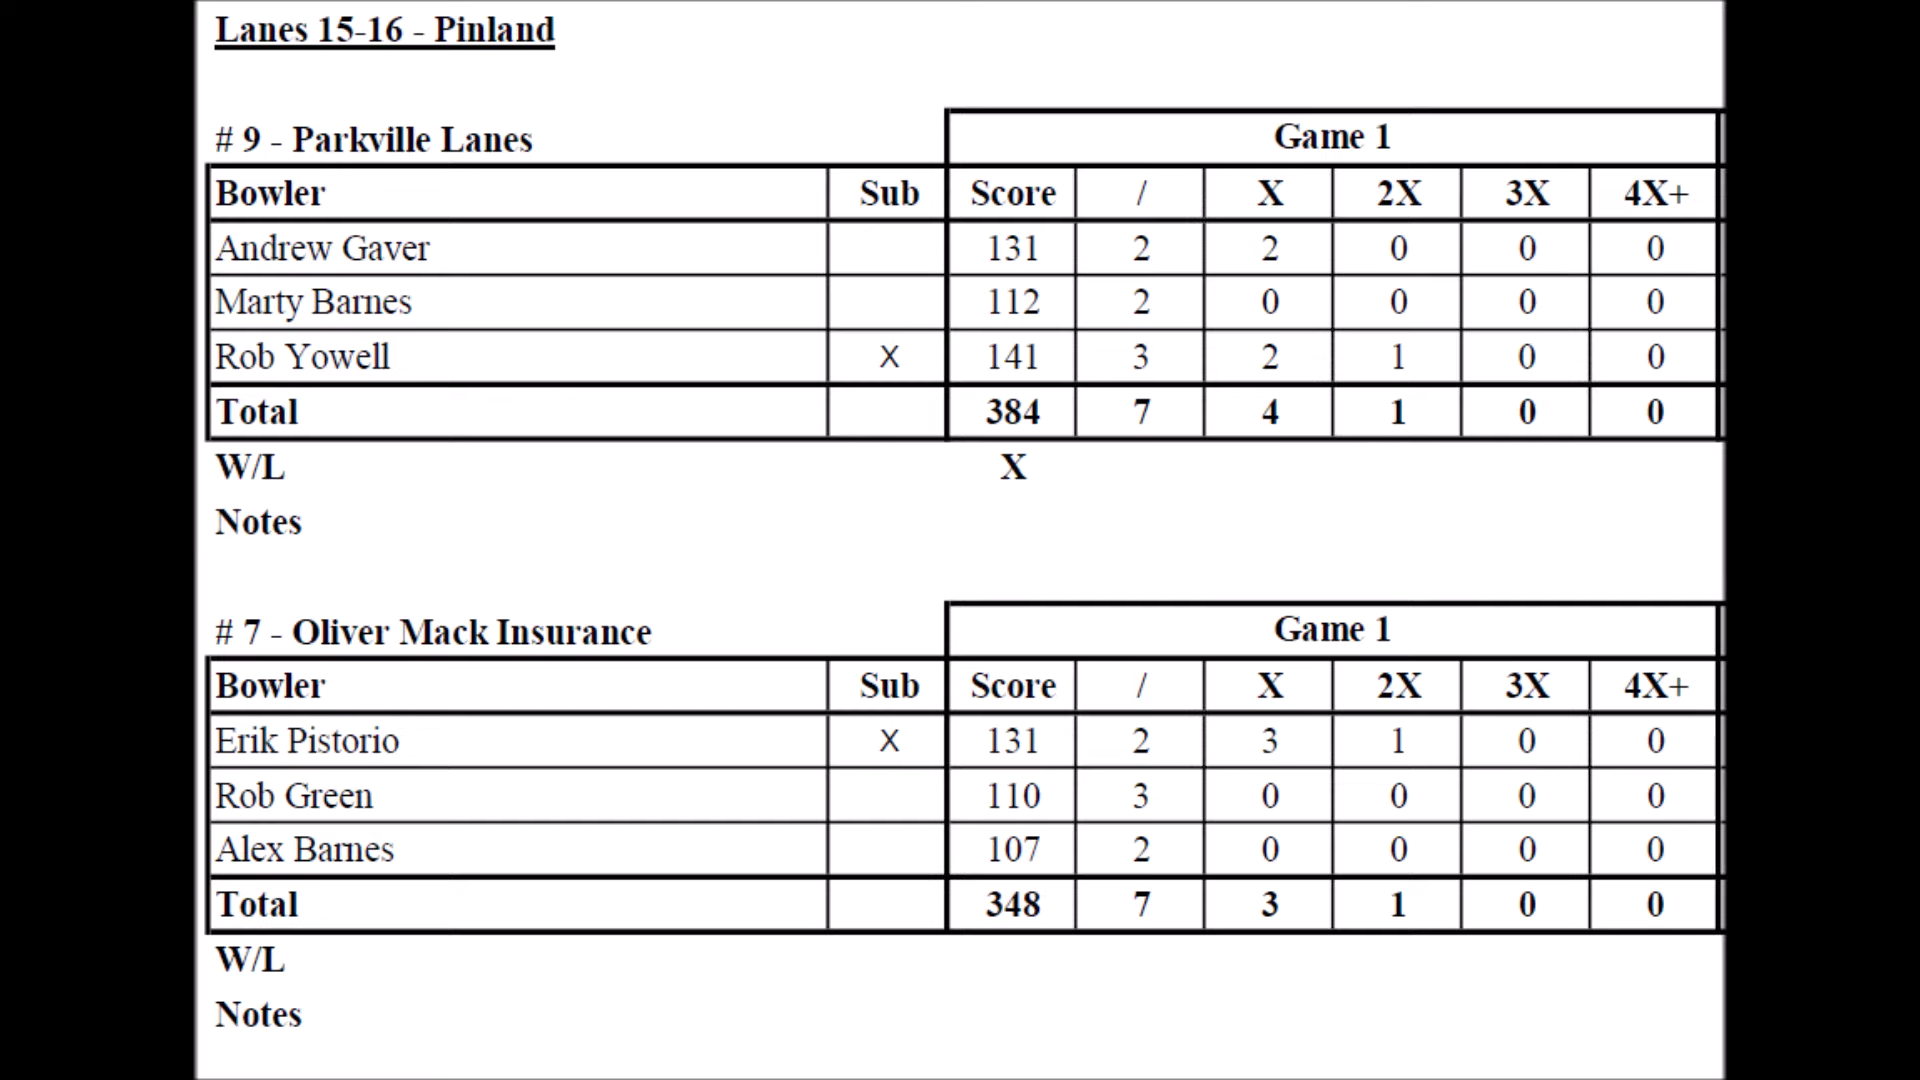 Lanes 15-16 - Pinland
# 9 - Parkville Lanes Game 1
Bowler Sub Score / X 2X 3X 4X+
Andrew Gaver 131 2 2 0 0 0
Marty Barnes 112 2 0 0 0 0
Rob Yowell X 141 3 2 1 0 0
Total 384 7 4 1 0 0
W/L X
Notes
# 7 - Oliver Mack Insurance Game 1
Bowler Sub Score / X 2X 3X 4X+
Erik Pistorio X 131 2 3 1 0 0
Rob Green 110 3 0 0 0 0
Alex Barnes 107 2 0 0 0 0
Total 348 7 3 1 0 0
W/L
Notes